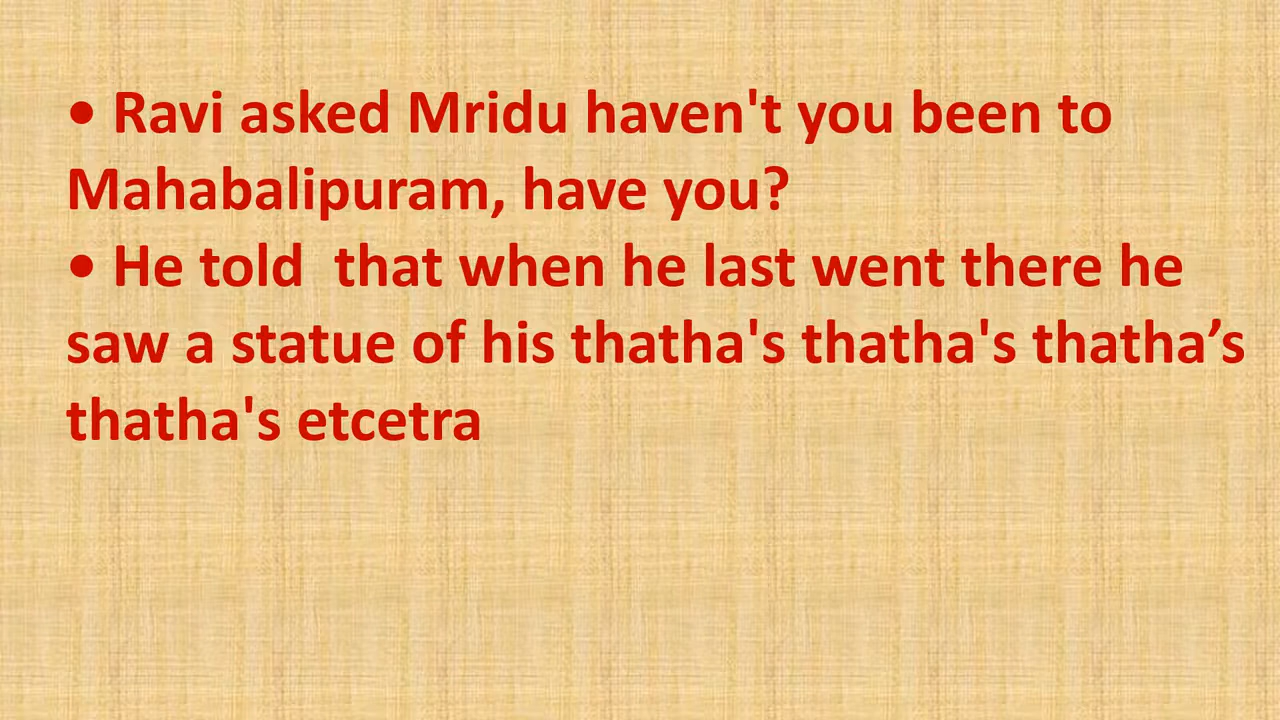 • Ravi asked Mridu haven't you been to
Mahabalipuram, have you?
• He told  that when he last went there he
saw a statue of his thatha's thatha's thatha’s
thatha's etcetra